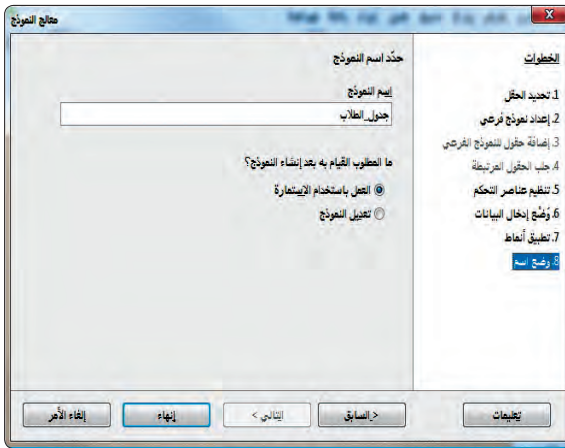 معالج النموذج
الخطوات
1. تحديد الحقل
2. إعداد نموذج فرعي
3. إضافة حقول للنموذج الفرعي
4. جلب الحقول المرتبطة
5. تنظيم عناصر التحكم
6. وَضْع إدخال البيانات
7. تطبيق أنماط
8. وضع اسم
حدّد اسم النموذج
إسم النموذج
جدول_الطلاب
ما المطلوب القيام به بعد إنشاء النموذج؟
العمل باستخدام الإستمارة
تعديل النموذج
تعليمات
< السابق
التالي >
إنهاء
إلغاء الأمر